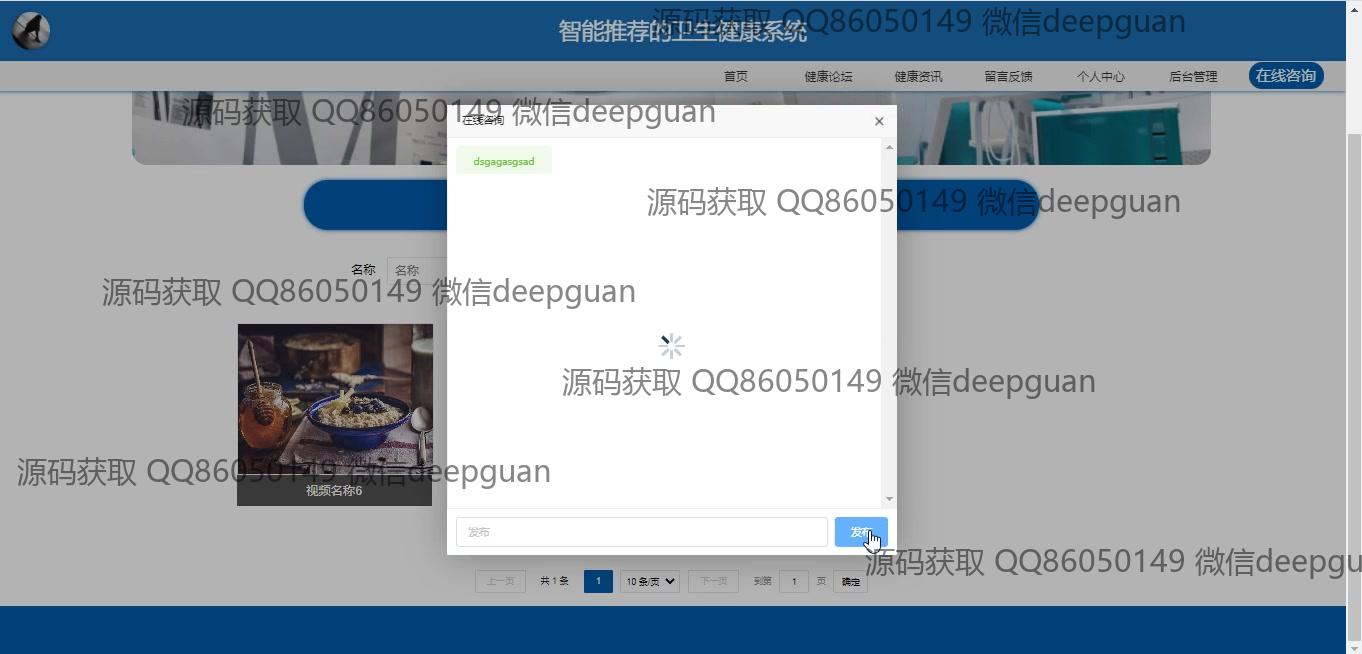 智能推荐的卫生健康系统
源码获取 QQ86050149 微信deepguan
首页 健康论坛 健康资讯 留言反馈 个人中心 后台管理 在线咨询
源码获取 QQ86050149 微信deepguan
在线咨询 ×
dsgagasgsad
源码获取 QQ86050149 微信deepguan
名称 名称
源码获取 QQ86050149 微信deepguan
源码获取 QQ86050149 微信deepguan
源码获取 QQ86050149 微信deepguan
视频名称6
发布 发布
源码获取 QQ86050149 微信deepgu
上一页 共 1 条 1 10 条/页 下一页 到第 1 页 确定